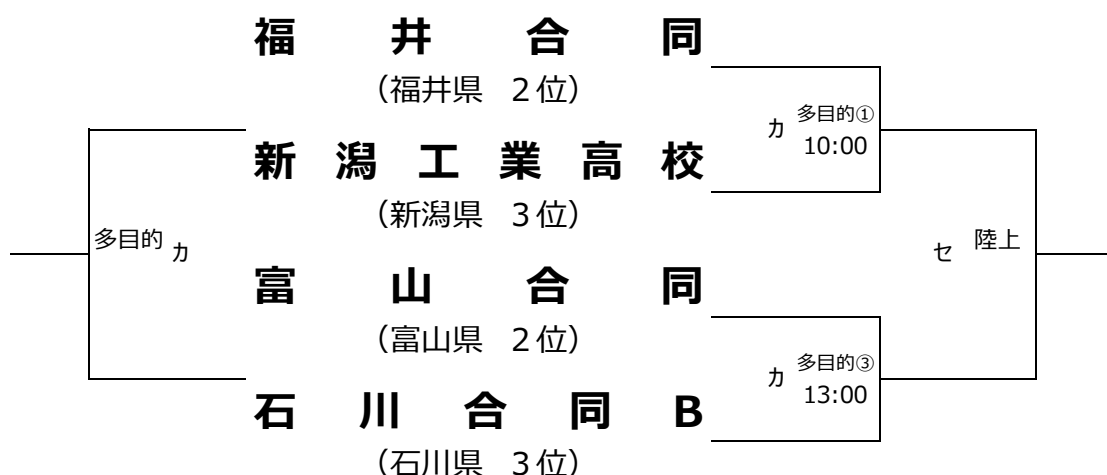 福井合同
（福井県　２位）
カ 多目的①
10:00
新潟工業高校
（新潟県　３位）
多目的 カ
セ 陸上
富山合同
（富山県　２位）
カ 多目的③
13:00
石川合同B
（石川県　３位）